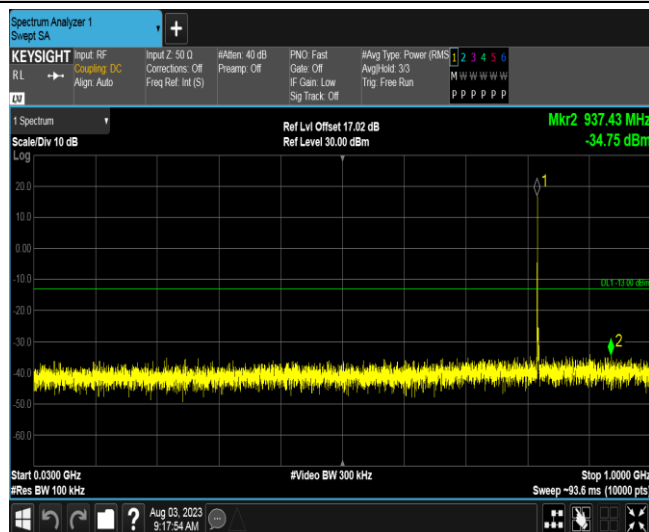 Spectrum Analyzer 1
Swept SA
+
KEYSIGHT Input: RF Input Z: 50 Ω #Atten: 40 dB PNO: Fast #Avg Type: Power (RMS 1 2 3 4 5 6
RL Coupling: DC Corrections: Off Preamp: Off Gate: Off Avg|Hold: 3/3 M W W W W W
Align: Auto Freq Ref: Int (S) IF Gain: Low Trig: Free Run
Sig Track: Off P P P P P P
LXI
1 Spectrum Ref Lvl Offset 17.02 dB Mkr2 937.43 MHz
Scale/Div 10 dB Ref Level 30.00 dBm -34.75 dBm
Log
1
20.0
10.0
0.00
-10.0
DL1 -13.00 dBm
-20.0
-30.0
2
-40.0
-50.0
-60.0
Start 0.0300 GHz #Video BW 300 kHz Stop 1.0000 GHz
#Res BW 100 kHz Sweep ~93.6 ms (10000 pts)
? Aug 03, 2023
9:17:54 AM